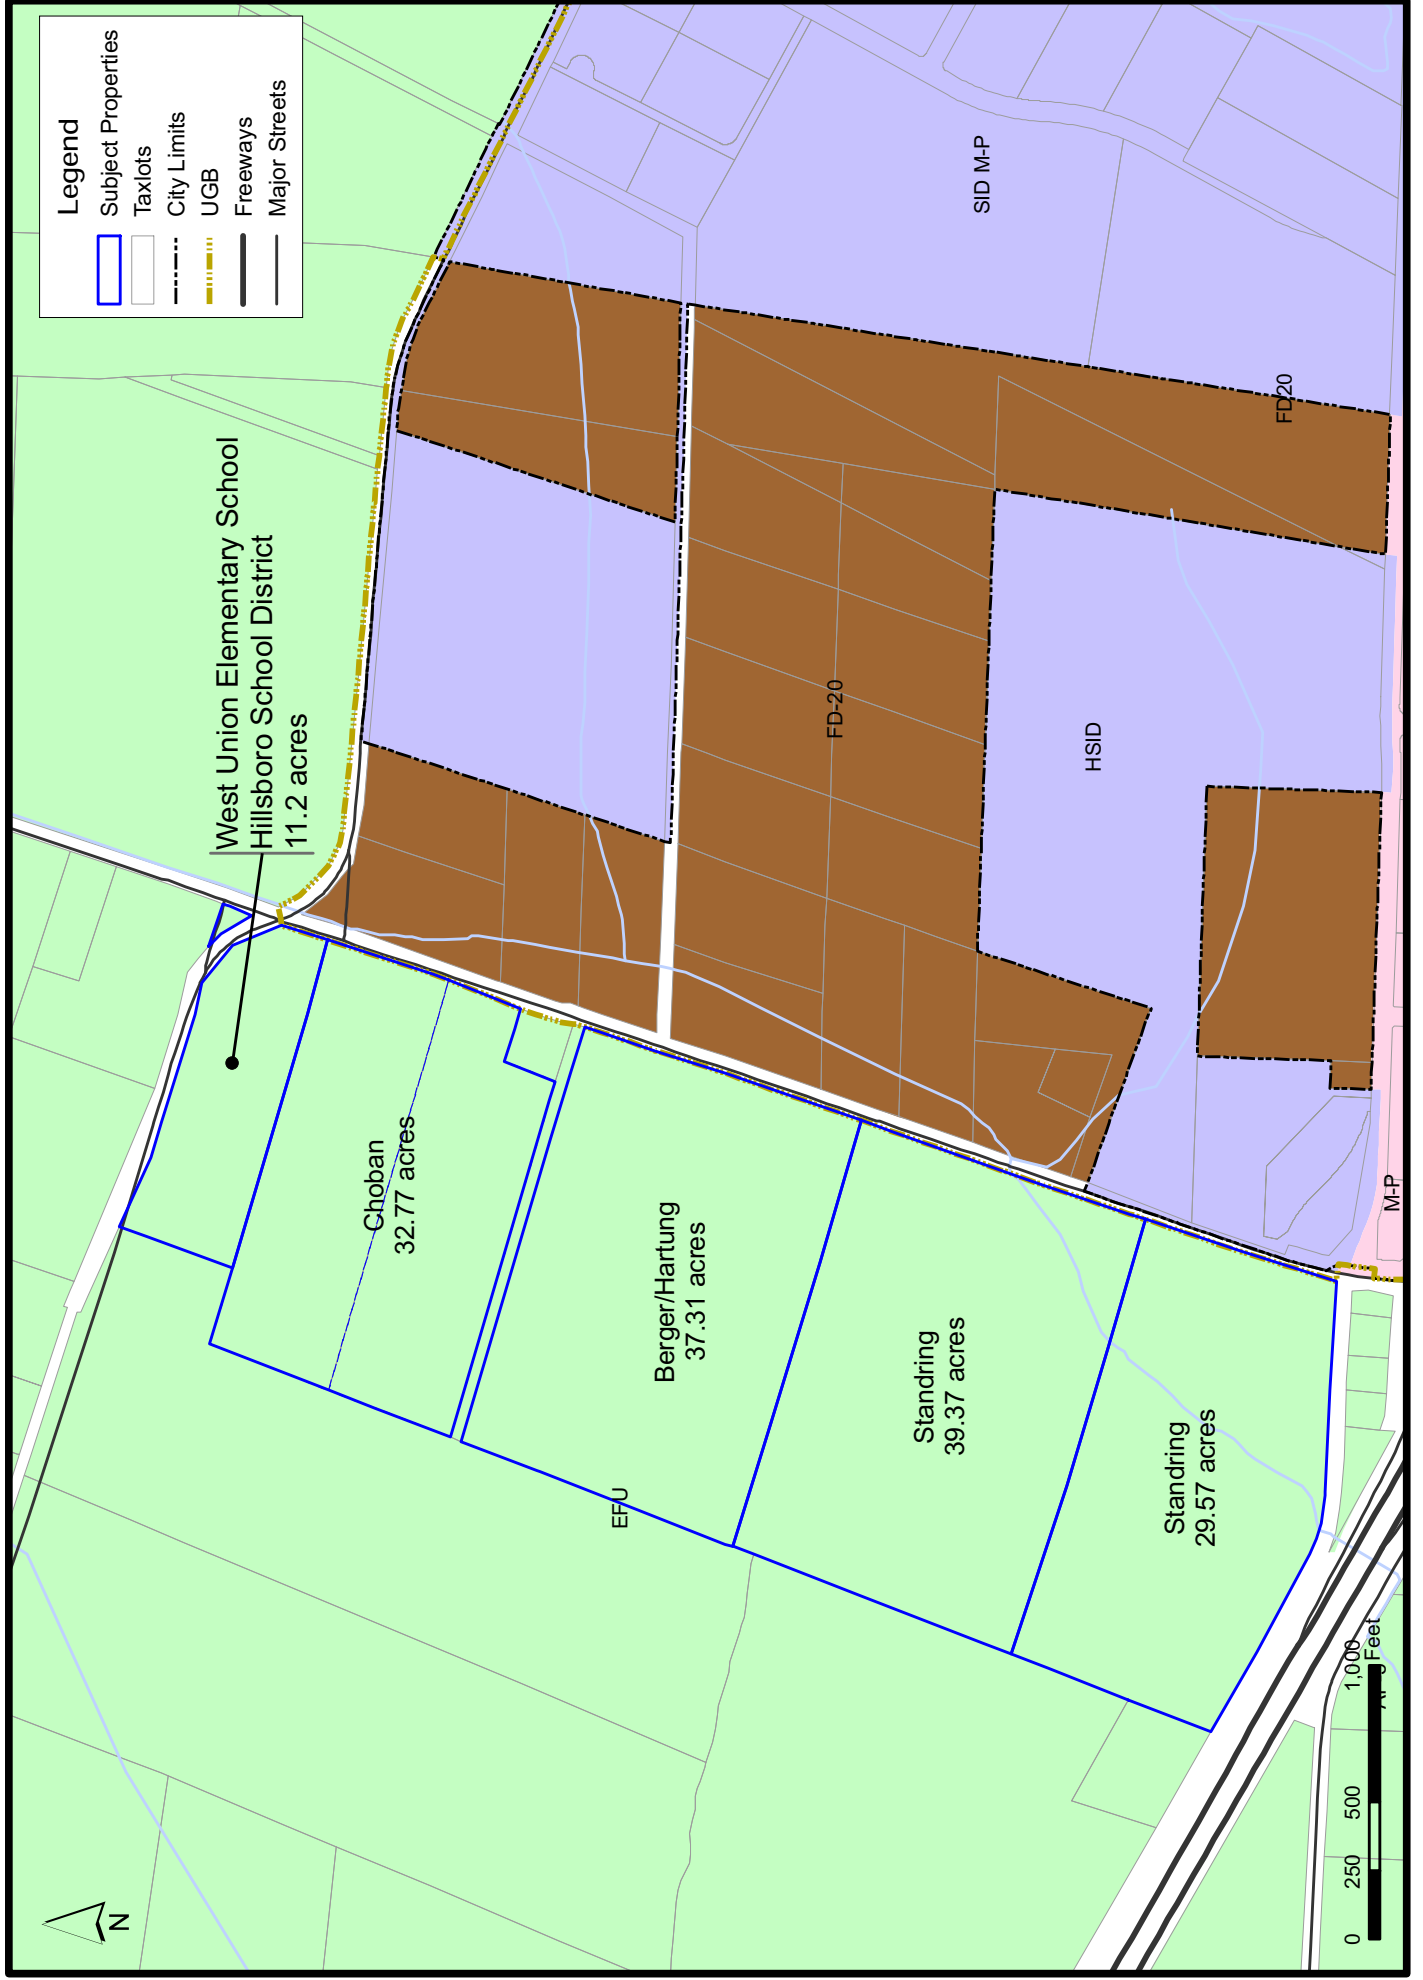 Legend
Subject Properties
Taxlots
City Limits
UGB
Freeways
Major Streets
West Union Elementary School
Hillsboro School District
11.2 acres
Choban
32.77 acres
Berger/Hartung
37.31 acres
Standring
39.37 acres
Standring
29.57 acres
EFU
FD-20
HSID
SID M-P
FD20
M-P
N
0 250 500 1,000
Feet